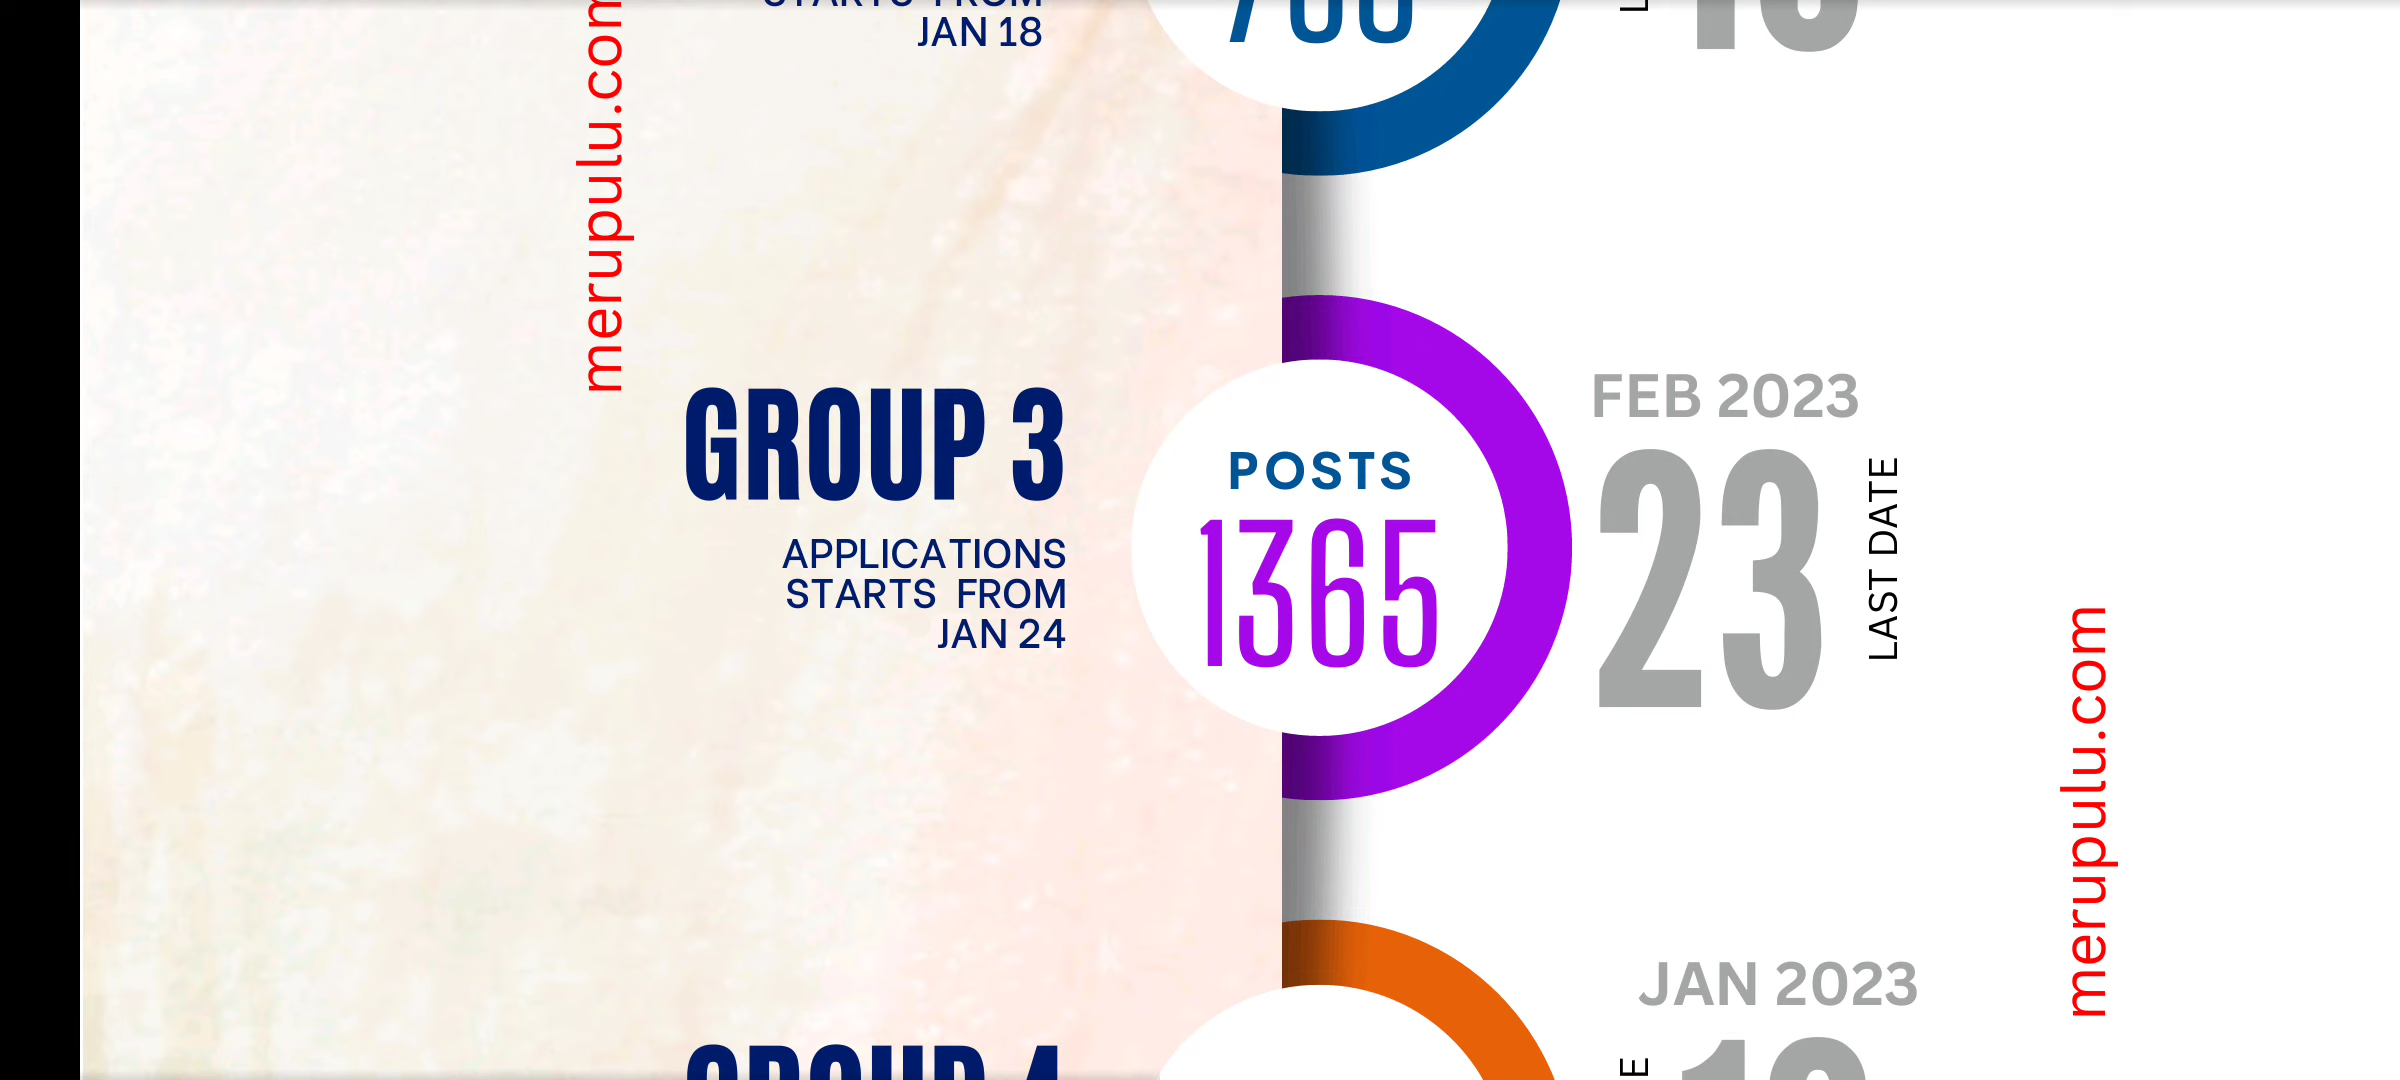 JAN 18
merupulu.com
GROUP 3
APPLICATIONS
STARTS FROM
JAN 24
POSTS
1365
FEB 2023
23
LAST DATE
merupulu.com
JAN 2023